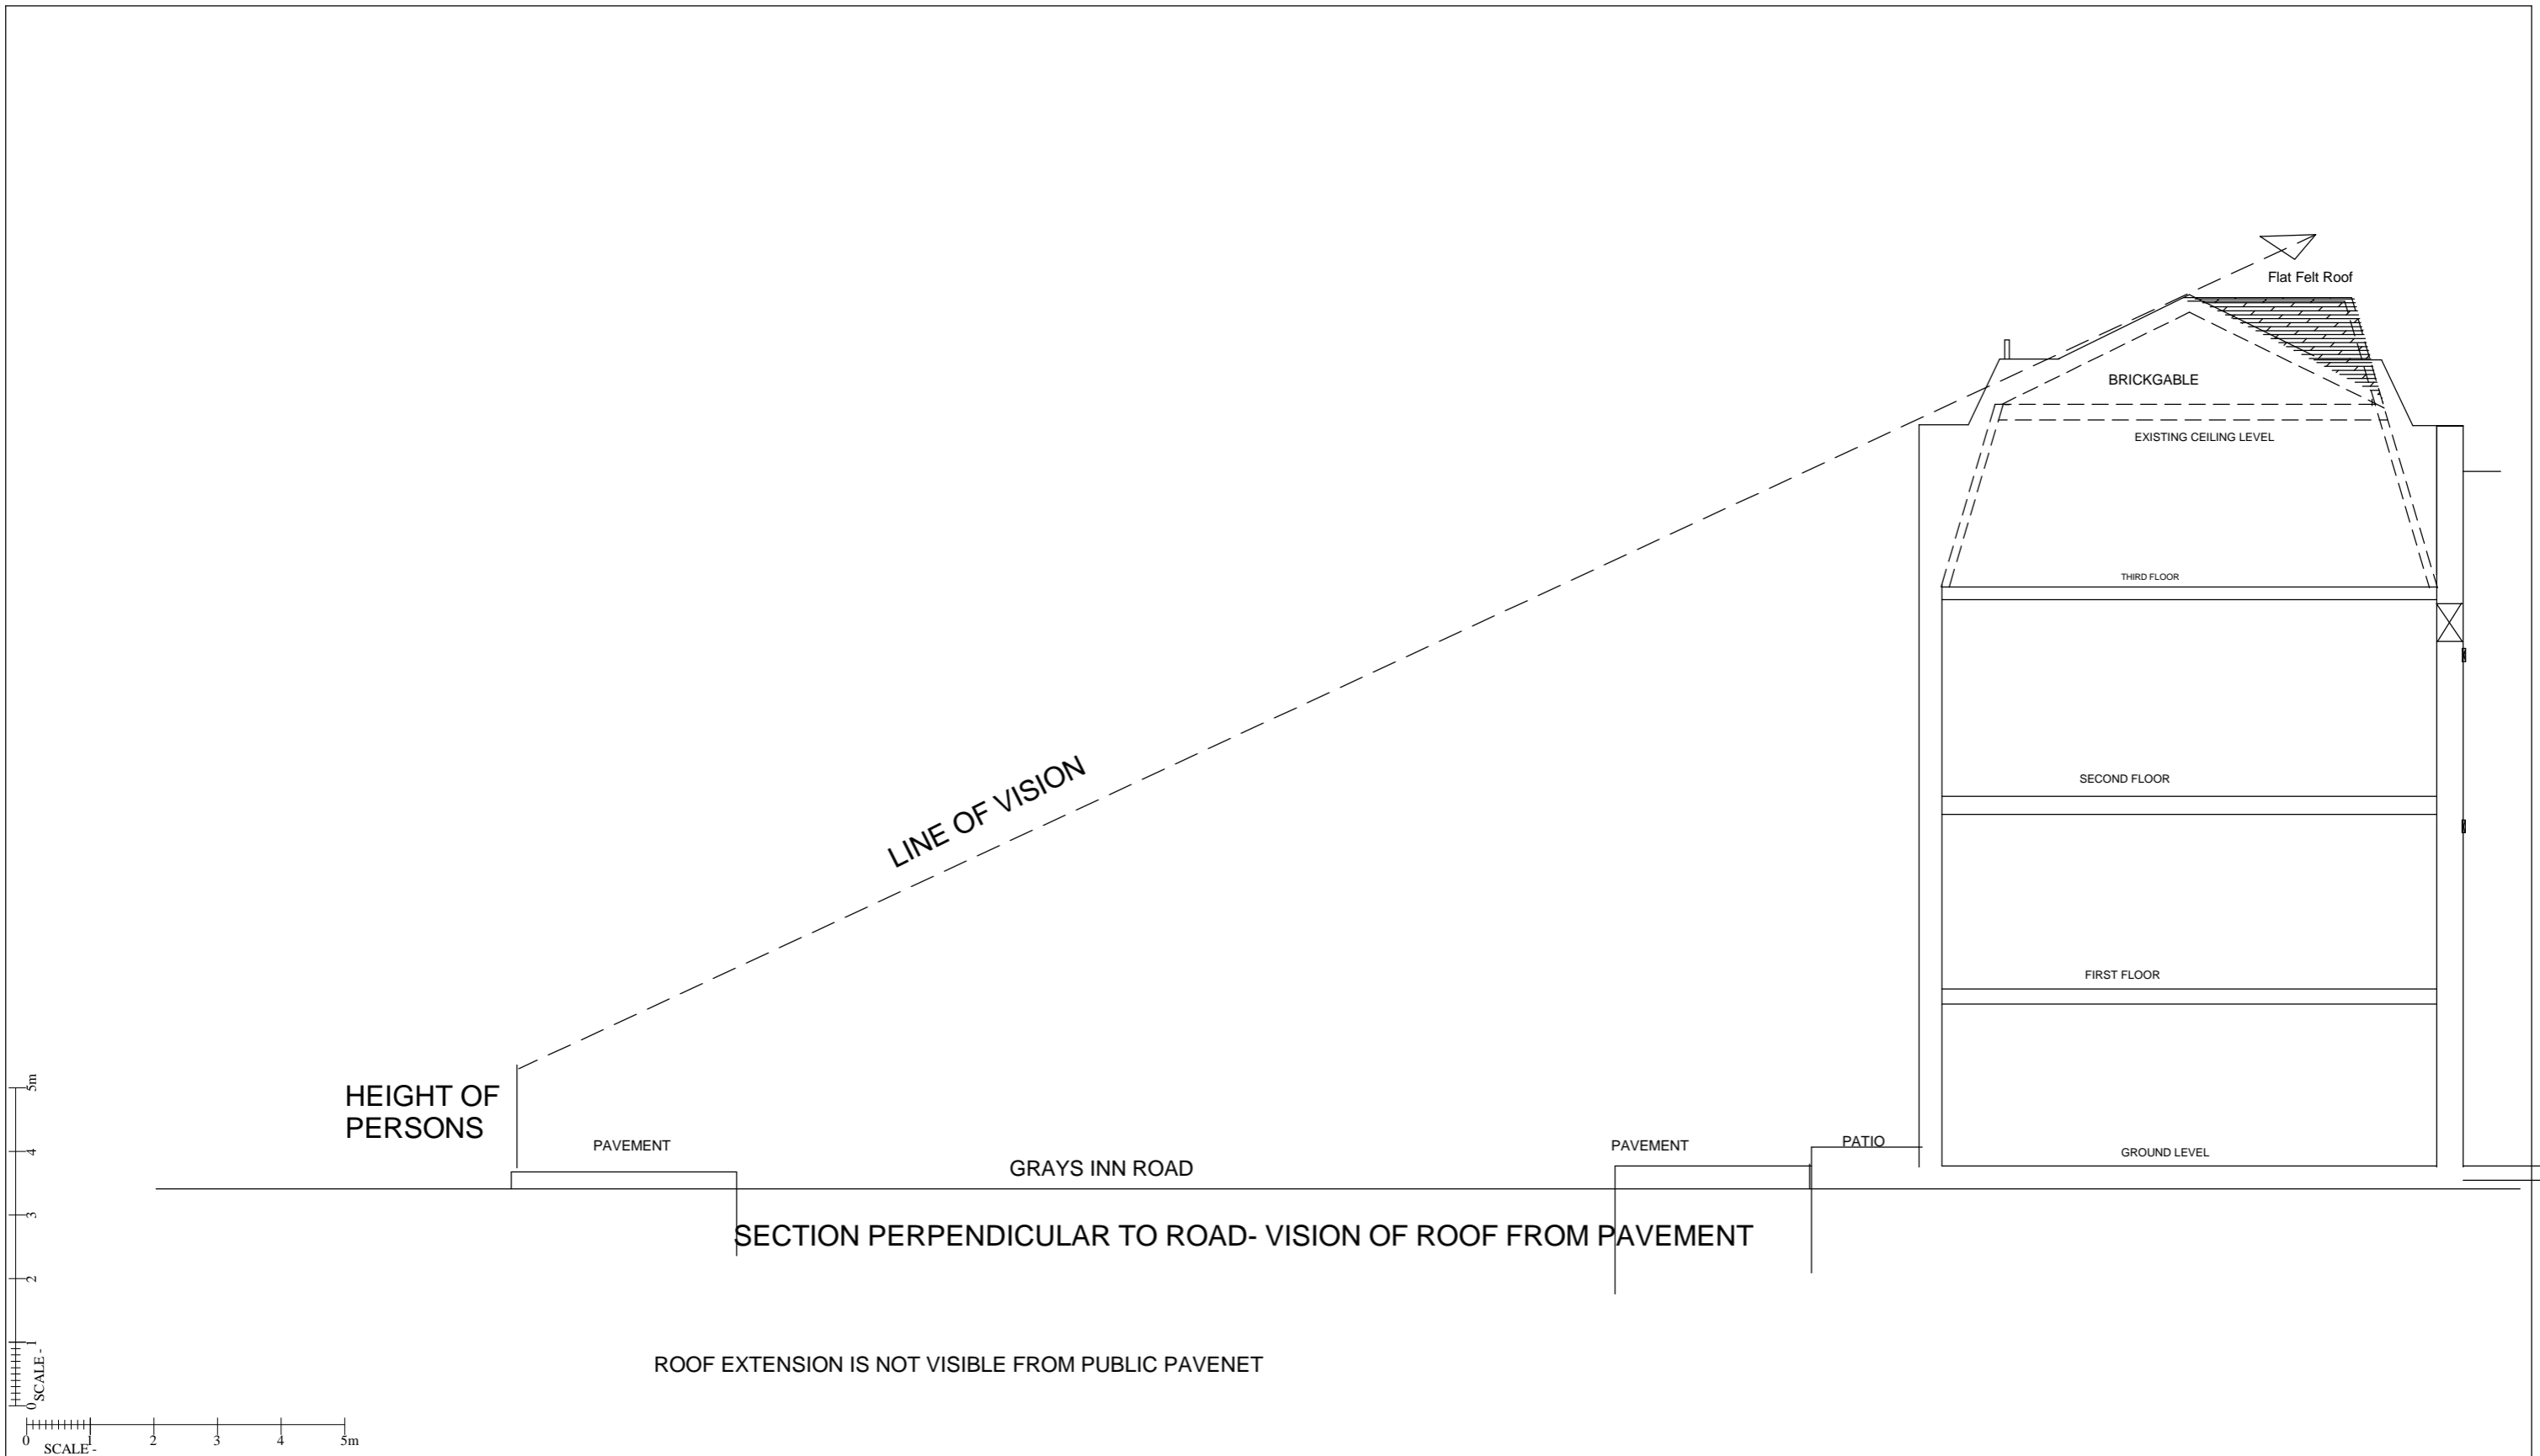 Flat Felt Roof
BRICKGABLE
EXISTING CEILING LEVEL
THIRD FLOOR
SECOND FLOOR
LINE OF VISION
FIRST FLOOR
HEIGHT OF
PERSONS
PAVEMENT
GRAYS INN ROAD
PAVEMENT
PATIO
GROUND LEVEL
SECTION PERPENDICULAR TO ROAD- VISION OF ROOF FROM PAVEMENT
ROOF EXTENSION IS NOT VISIBLE FROM PUBLIC PAVENET
5m
4
3
2
1
0
SCALE -
0
1
2
3
4
5m
SCALE -